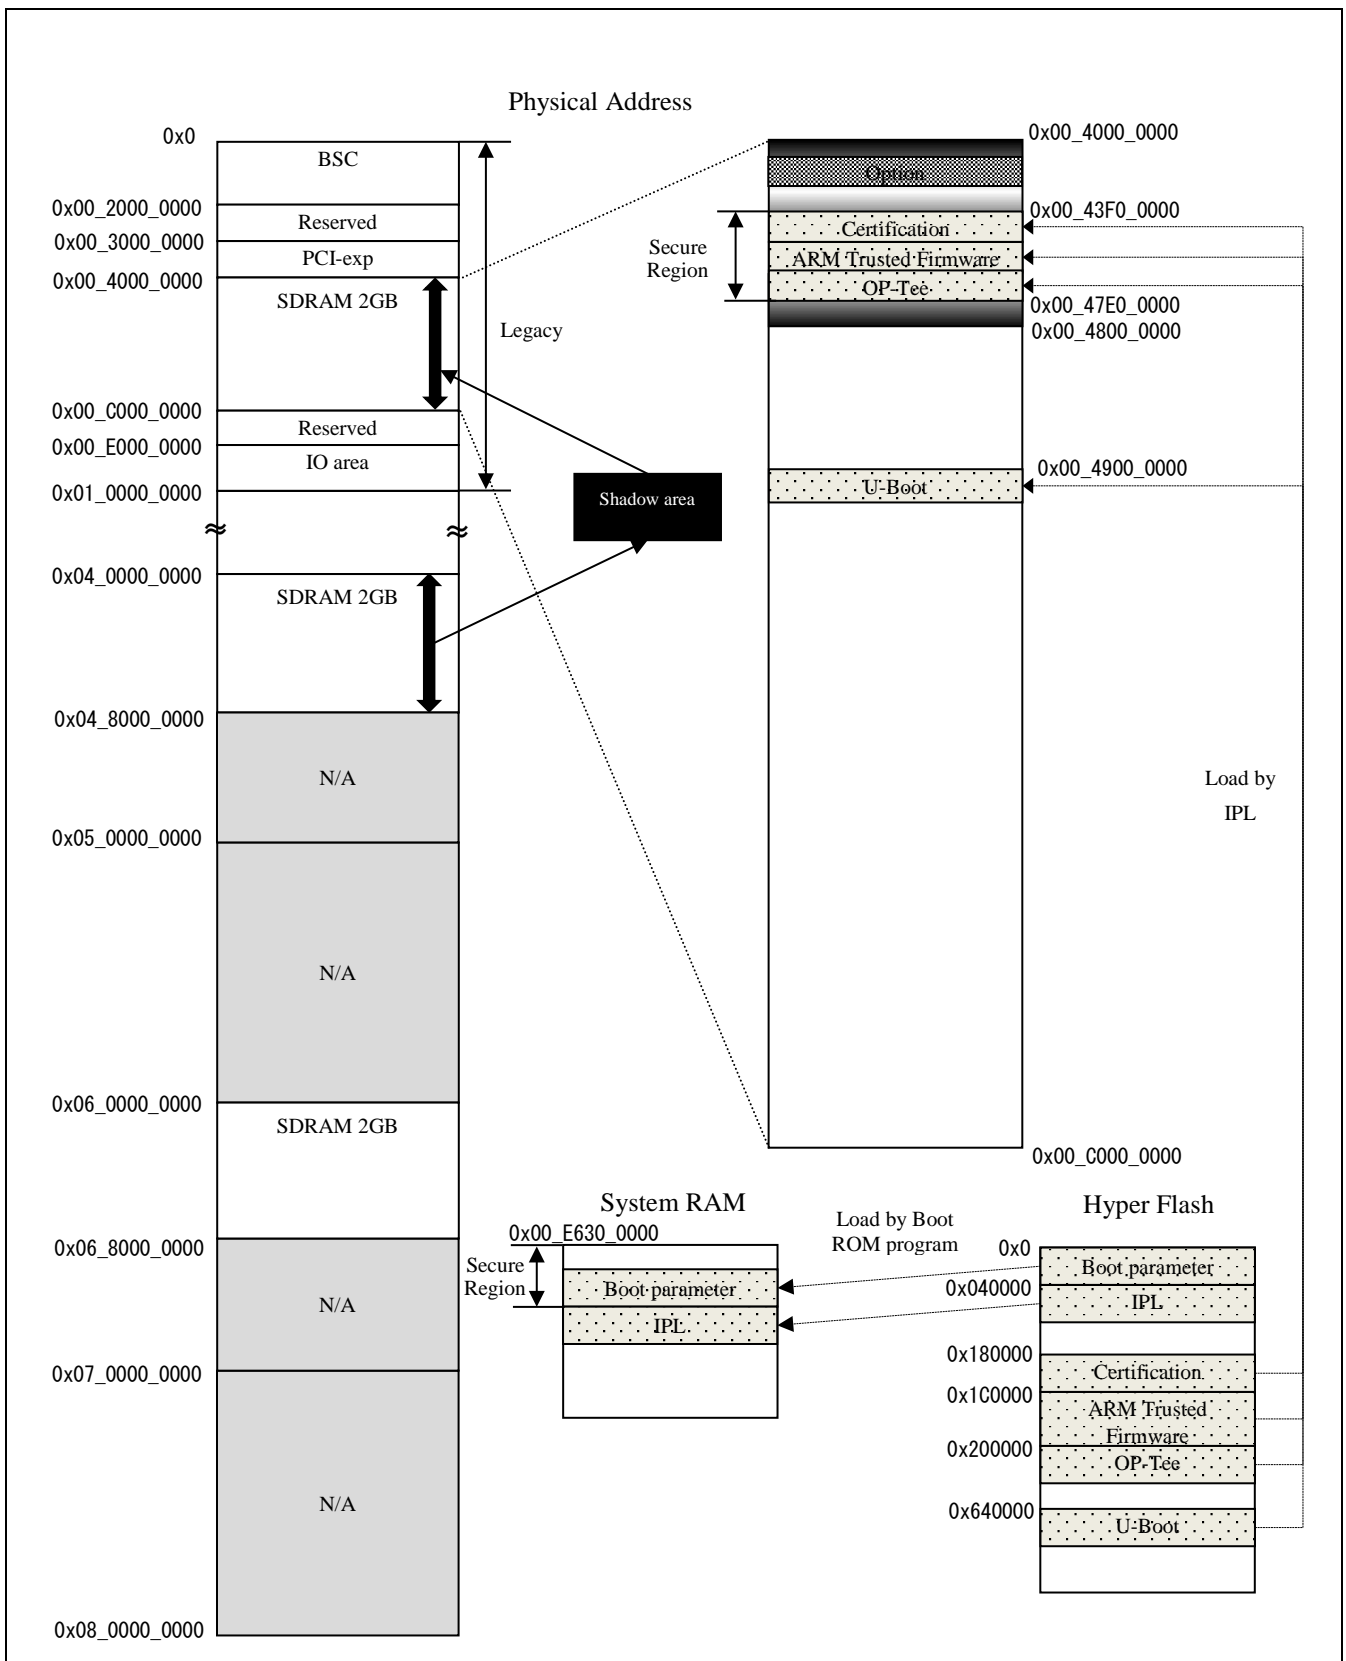 Physical Address
0x0
BSC
0x00_2000_0000
Reserved
0x00_3000_0000
PCI-exp
0x00_4000_0000
SDRAM 2GB
Legacy
0x00_C000_0000
Reserved
0x00_E000_0000
IO area
0x01_0000_0000
Shadow area
0x04_0000_0000
SDRAM 2GB
0x04_8000_0000
N/A
0x05_0000_0000
N/A
0x06_0000_0000
SDRAM 2GB
0x06_8000_0000
N/A
0x07_0000_0000
N/A
0x08_0000_0000
0x00_4000_0000
Option
0x00_43F0_0000
Secure
Region
Certification
ARM Trusted Firmware
OP-Tee
0x00_47E0_0000
0x00_4800_0000
0x00_4900_0000
U-Boot
Load by
IPL
0x00_C000_0000
System RAM
0x00_E630_0000
Secure
Region
Boot parameter
IPL
Load by Boot
ROM program
Hyper Flash
0x0
Boot parameter
0x040000
IPL
0x180000
Certification
0x1C0000
ARM Trusted
Firmware
0x200000
OP-Tee
0x640000
U-Boot